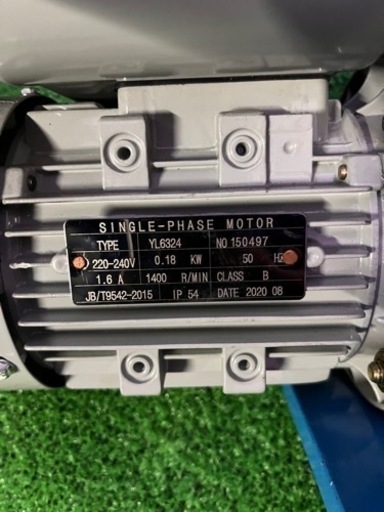 SINGLE-PHASE MOTOR
TYPE YL6324 NO 150497
220-240V 0.18 KW 50 HZ
1.6 A 1400 R/MIN CLASS B
JB/T9542-2015 IP 54 DATE 2020 08